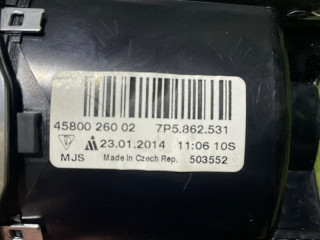 45800 260 02 7P5.862.531
23.01.2014 11:06 10S
MJS Made in Czech Rep. 503552